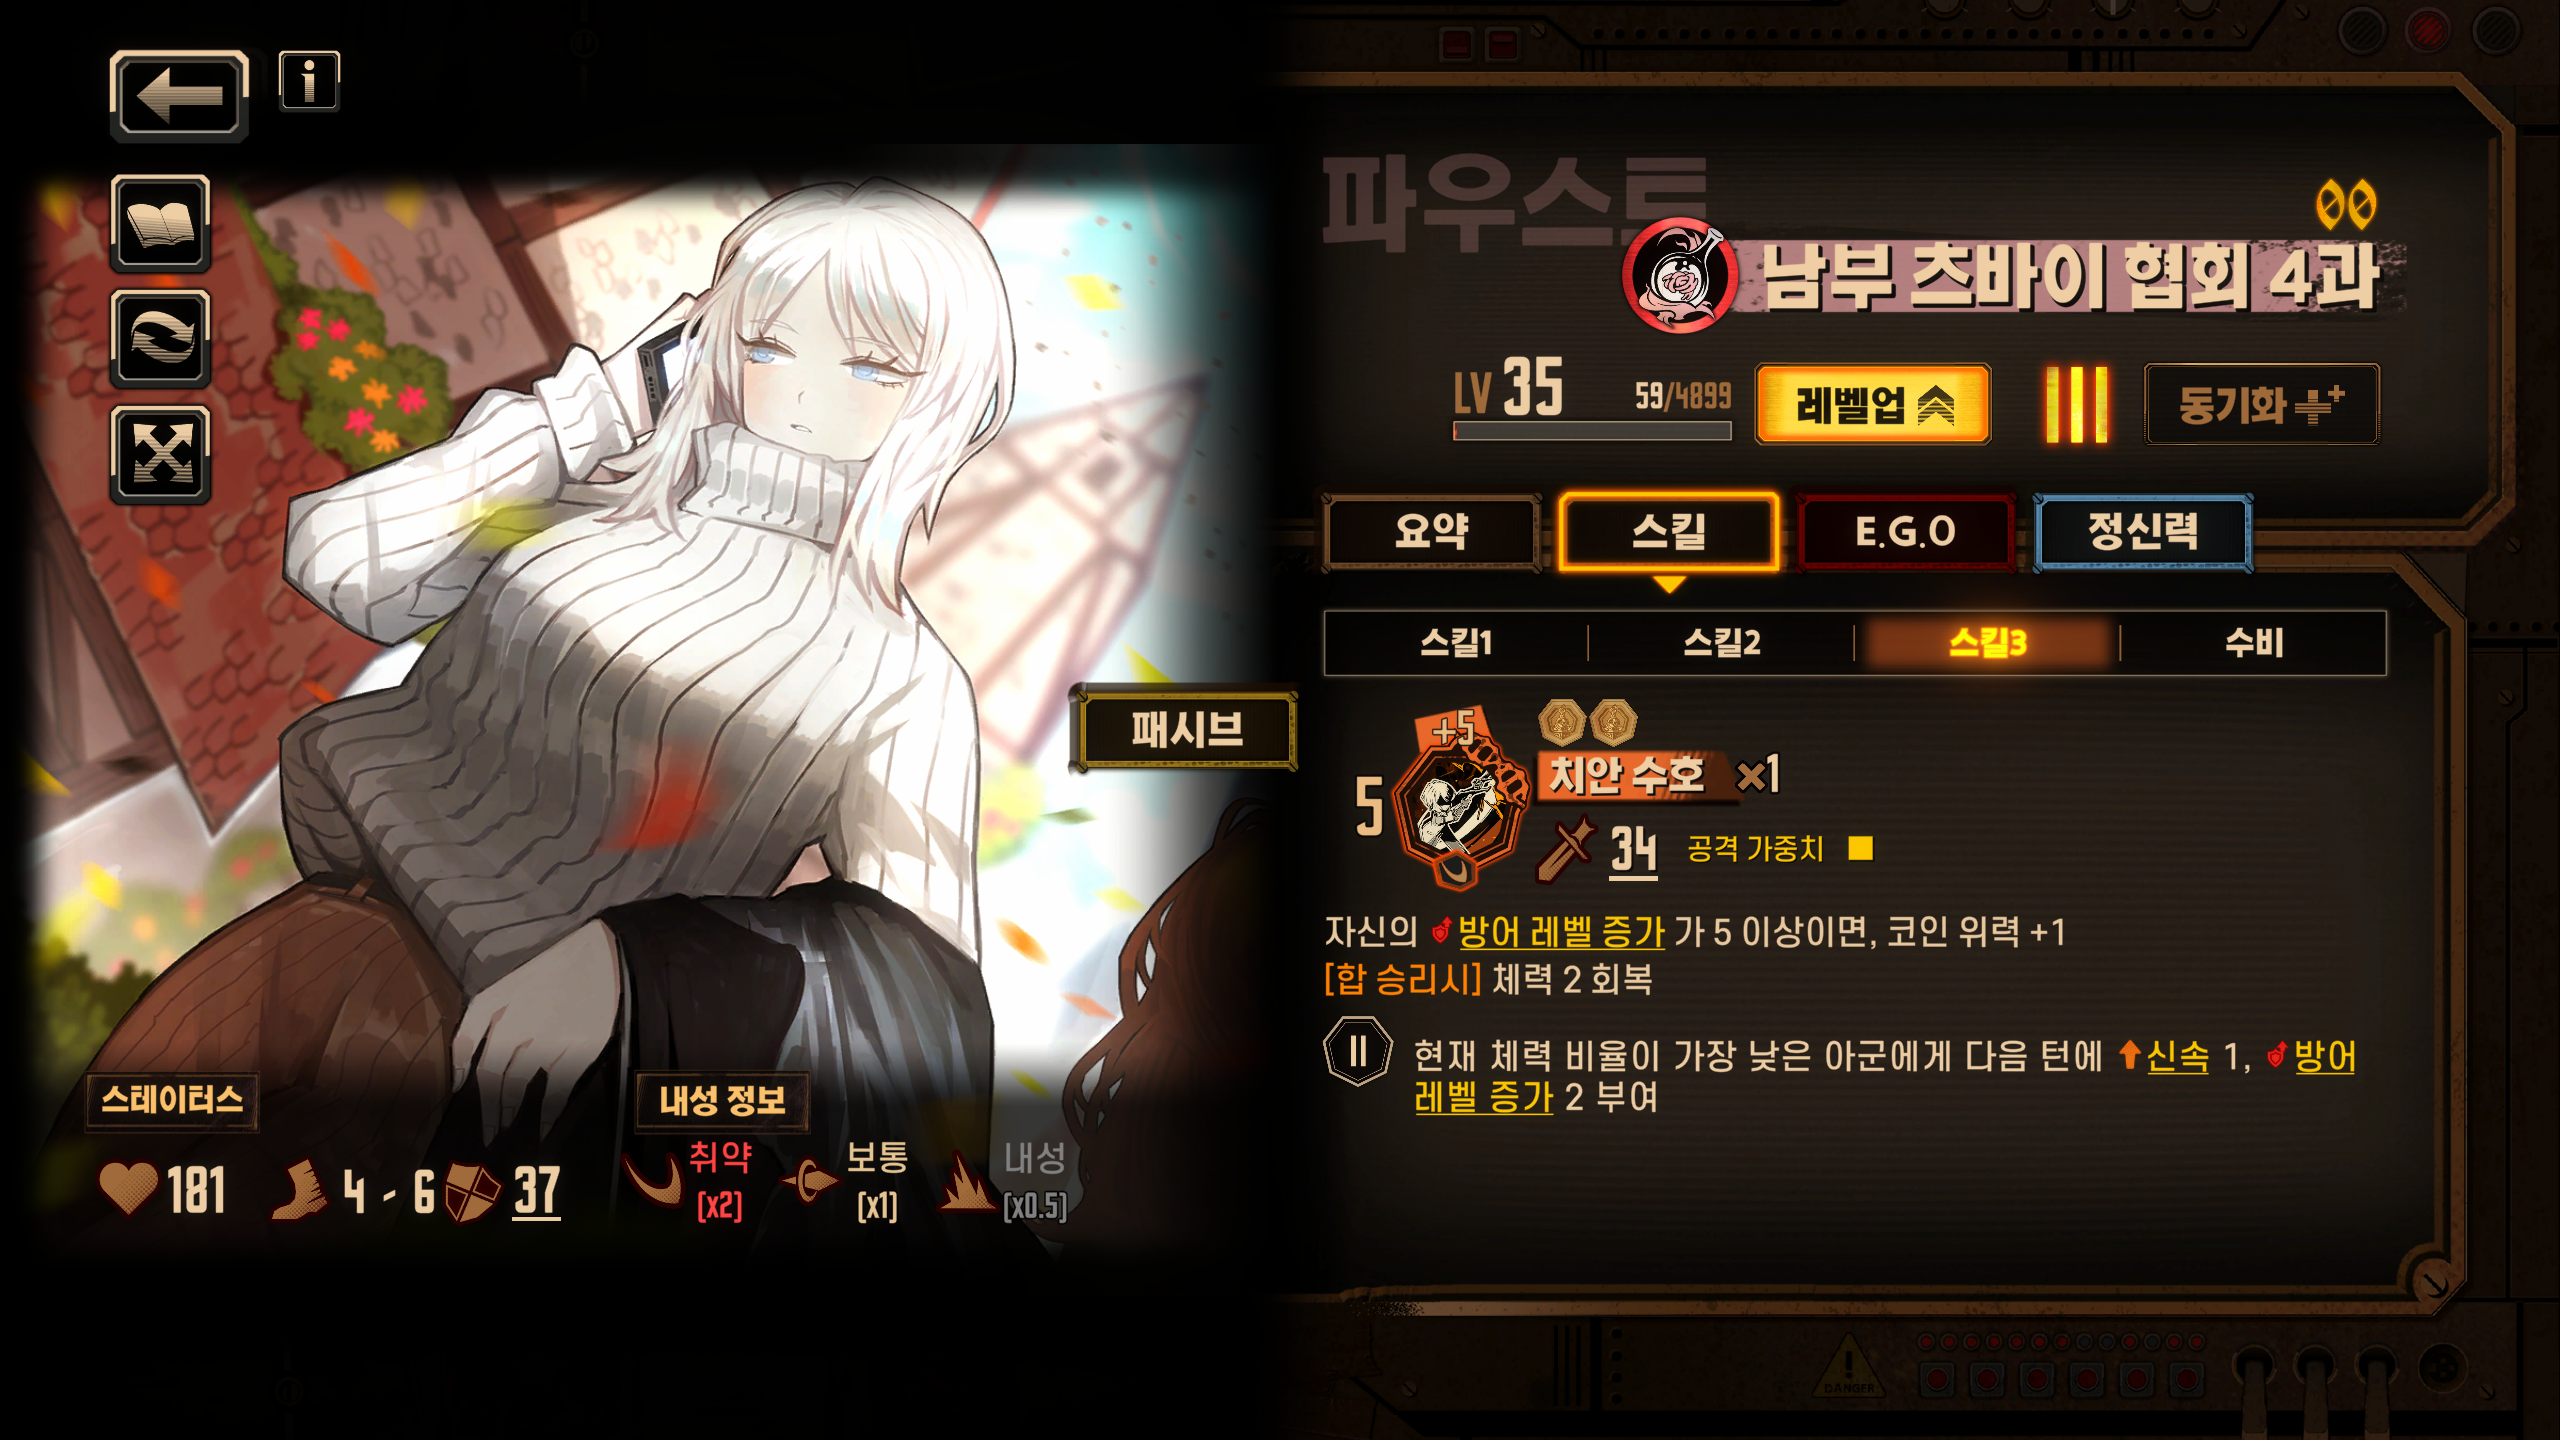 파우스트
남부 츠바이 협회 4과
LV 35
59/4899
레벨업
동기화
요약
스킬
E.G.O
정신력
스킬1
스킬2
스킬3
수비
패시브
+5
5
치안 수호 ×1
34
공격 가중치
자신의 방어 레벨 증가 가 5 이상이면, 코인 위력 +1
[합 승리시] 체력 2 회복
II
현재 체력 비율이 가장 낮은 아군에게 다음 턴에 신속 1, 방어
레벨 증가 2 부여
스테이터스
181
4 - 6
37
내성 정보
취약
[x2]
보통
[x1]
내성
[x0.5]
DANGER